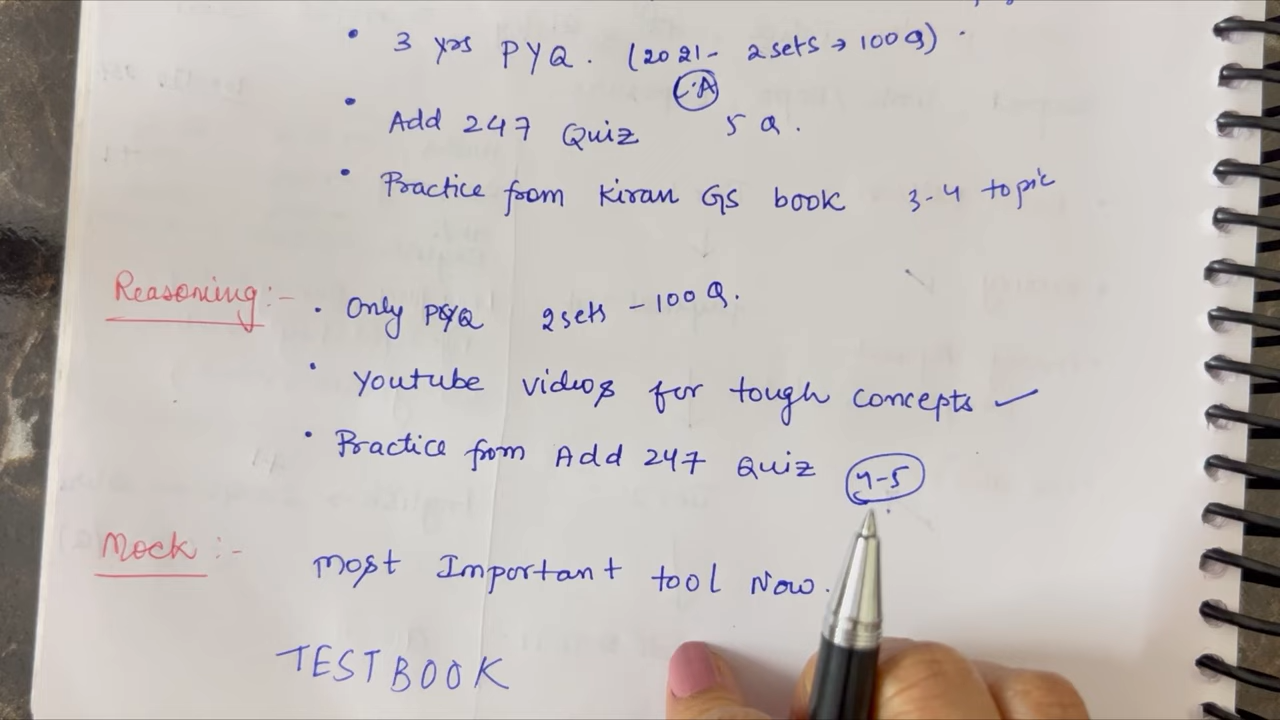 • 3 yrs PYQ. (2021- 2sets → 100Q).
C.A
• Add 247 Quiz 5 Q.
• Practice from Kiran GS book 3-4 topic
Reasoning:- • Only PYQ 2sets - 100Q.
• Youtube videos for tough concepts ✓
• Practice from Add 247 Quiz 4-5
Mock:- Most Important tool Now.
TESTBOOK